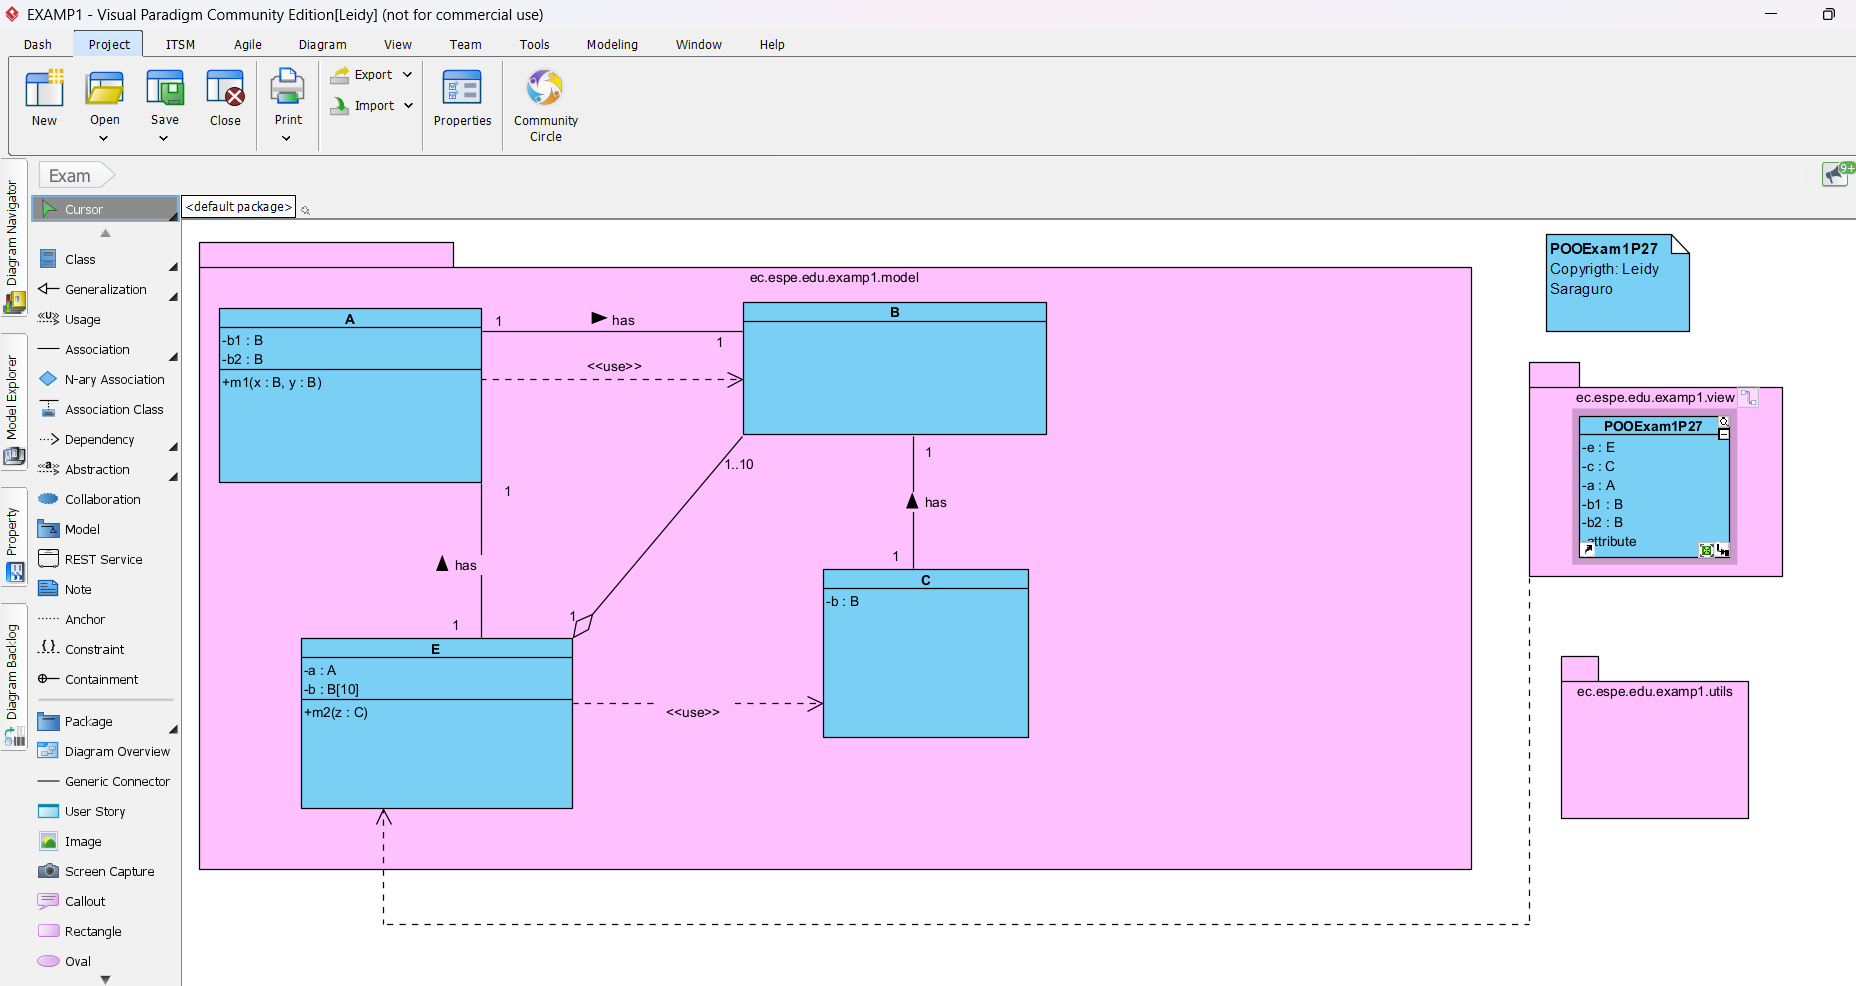 EXAMP1 - Visual Paradigm Community Edition[Leidy] (not for commercial use)
Dash Project ITSM Agile Diagram View Team Tools Modeling Window Help
New
Open
Save
Close
Print
Export
Import
Properties
Community
Circle
Exam
9+
<default package>
Diagram Navigator
Model Explorer
Property
Diagram Backlog
Cursor
Class
Generalization
<<U>> Usage
Association
N-ary Association
Association Class
Dependency
<<a>> Abstraction
Collaboration
Model
REST Service
Note
Anchor
{ } Constraint
Containment
Package
Diagram Overview
Generic Connector
User Story
Image
Screen Capture
Callout
Rectangle
Oval
ec.espe.edu.examp1.model
A
-b1 : B
-b2 : B
+m1(x : B, y : B)
1
has
1
<<use>>
B
1..10
1
has
1
1
has
1
1
C
-b : B
E
-a : A
-b : B[10]
+m2(z : C)
<<use>>
POOExam1P27
Copyrigth: Leidy
Saraguro
ec.espe.edu.examp1.view
POOExam1P27
-e : E
-c : C
-a : A
-b1 : B
-b2 : B
attribute
ec.espe.edu.examp1.utils